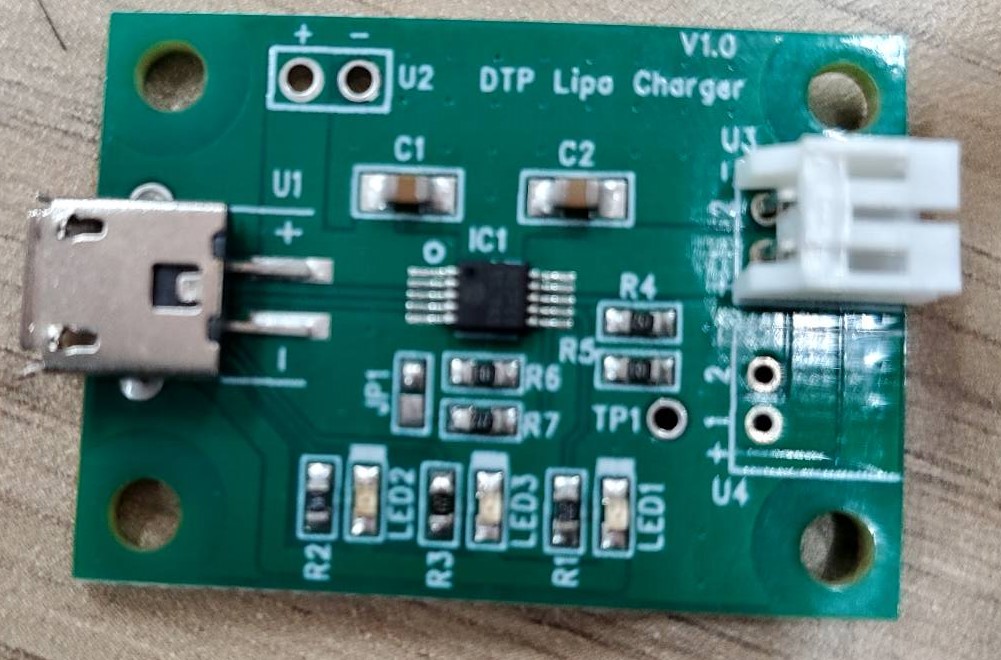 + -
U2
V1.0
DTP Lipo Charger
C1
C2
U3
U1
+
-
IC1
2
R4
R5
JP1
R6
R7
TP1
2
+ 1
U4
R2
LED2
R3
LED3
R1
LED1